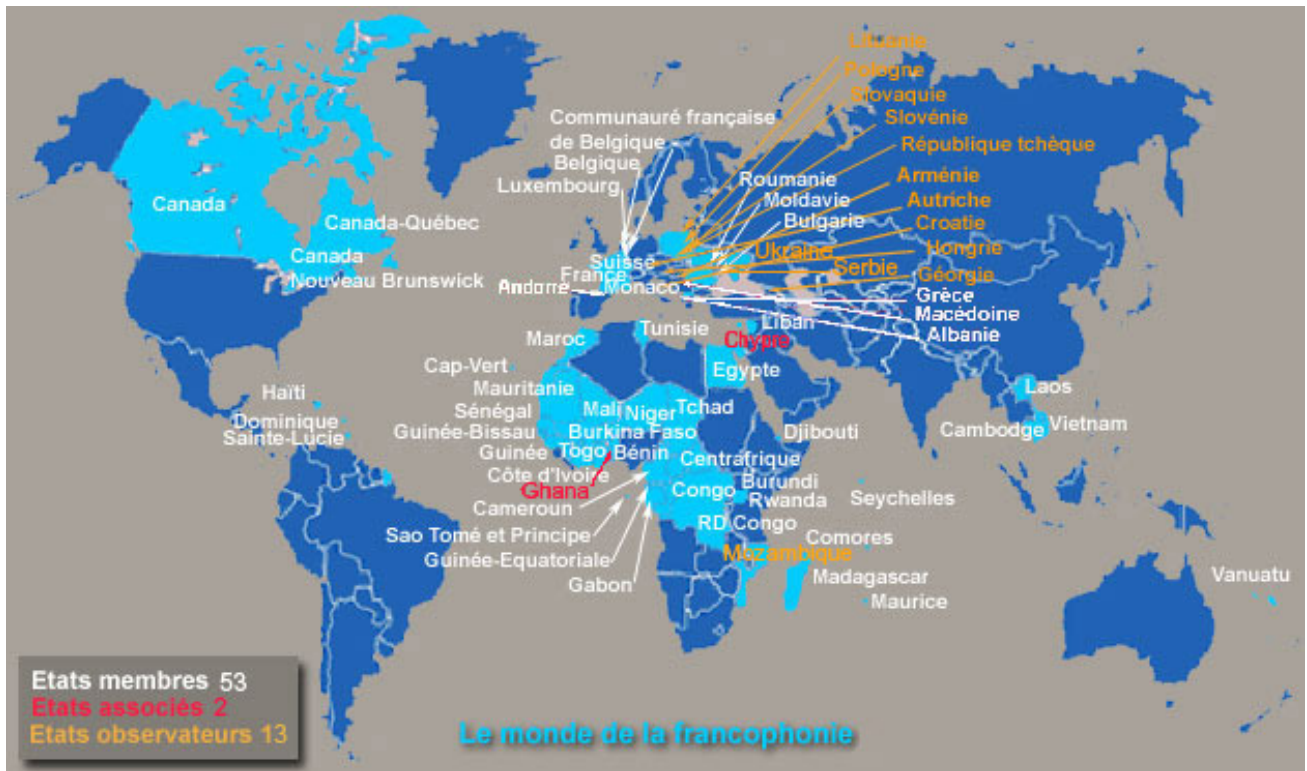 Lituanie
Pologne
Slovaquie
Slovénie
République tchèque
Arménie
Autriche
Croatie
Hongrie
Géorgie
Ukraine
Serbie
Communauré française
de Belgique
Belgique
Luxembourg
Roumanie
Moldavie
Bulgarie
Suisse
France
Monaco
Andorre
Grèce
Macédoine
Albanie
Canada
Canada-Québec
Canada
Nouveau Brunswick
Tunisie
Liban
Maroc
Chypre
Egypte
Cap-Vert
Mauritanie
Haïti
Dominique
Sainte-Lucie
Sénégal
Mali
Niger
Tchad
Guinée-Bissau
Burkina Faso
Djibouti
Guinée
Togo
Bénin
Centrafrique
Côte d'Ivoire
Ghana
Cameroun
Congo
Burundi
Rwanda
Seychelles
Sao Tomé et Principe
RD Congo
Comores
Guinée-Equatoriale
Mozambique
Gabon
Madagascar
Maurice
Laos
Cambodge
Vietnam
Vanuatu
Etats membres 53
Etats associés 2
Etats observateurs 13
Le monde de la francophonie